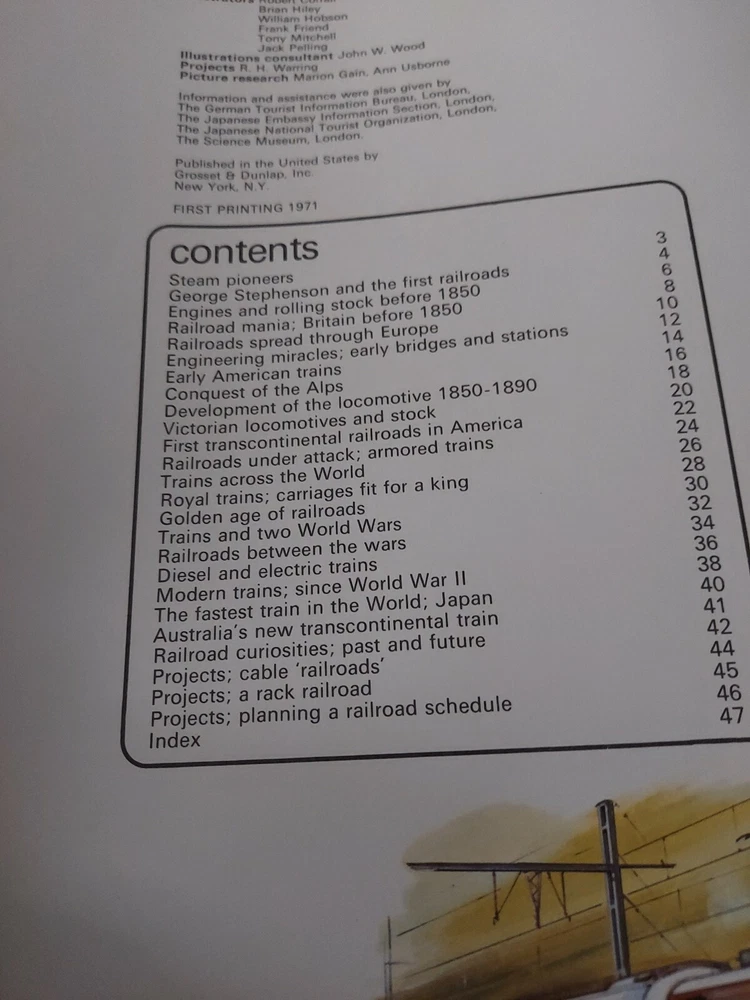 Brian Hiley
William Hobson
Frank Friend
Tony Mitchell
Jack Pelling
Illustrations consultant John W. Wood
Projects R. H. Warring
Picture research Marion Gain, Ann Usborne
Information and assistance were also given by
The German Tourist Information Bureau, London,
The Japanese Embassy Information Section, London,
The Japanese National Tourist Organization, London,
The Science Museum, London.
Published in the United States by
Grosset & Dunlap, Inc.
New York, N.Y.
FIRST PRINTING 1971
contents
Steam pioneers 3
George Stephenson and the first railroads 4
Engines and rolling stock before 1850 6
Railroad mania; Britain before 1850 8
Railroads spread through Europe 10
Engineering miracles; early bridges and stations 12
Early American trains 14
Conquest of the Alps 16
Development of the locomotive 1850-1890 18
Victorian locomotives and stock 20
First transcontinental railroads in America 22
Railroads under attack; armored trains 24
Trains across the World 26
Royal trains; carriages fit for a king 28
Golden age of railroads 30
Trains and two World Wars 32
Railroads between the wars 34
Diesel and electric trains 36
Modern trains; since World War II 38
The fastest train in the World; Japan 40
Australia's new transcontinental train 41
Railroad curiosities; past and future 42
Projects; cable 'railroads' 44
Projects; a rack railroad 45
Projects; planning a railroad schedule 46
Index 47